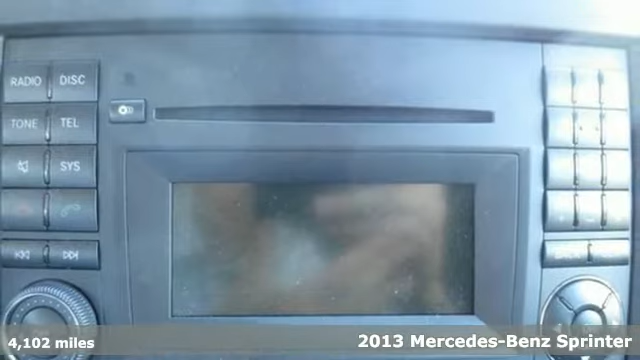 RADIO DISC
TONE TEL
SYS
4,102 miles
2013 Mercedes-Benz Sprinter